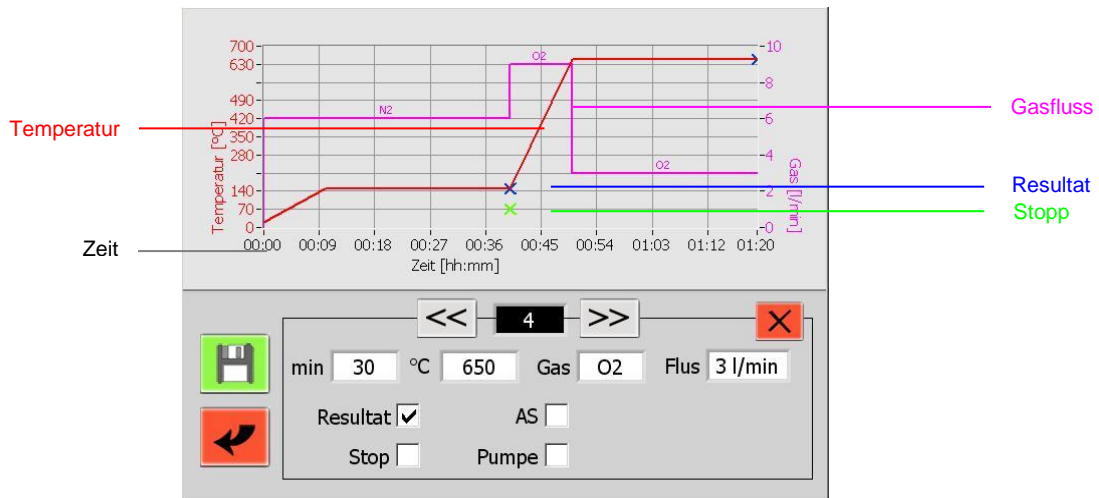 700
630
490
420
350
280
140
70
0
Temperatur [°C]
N2
O2
O2
10
8
6
4
2
0
Gas [l/min]
00:00 00:09 00:18 00:27 00:36 00:45 00:54 01:03 01:12 01:20
Zeit [hh:mm]
Temperatur
Zeit
Gasfluss
Resultat
Stopp
<< 4 >>
min 30 °C 650 Gas O2 Flus 3 l/min
Resultat AS
Stop Pumpe